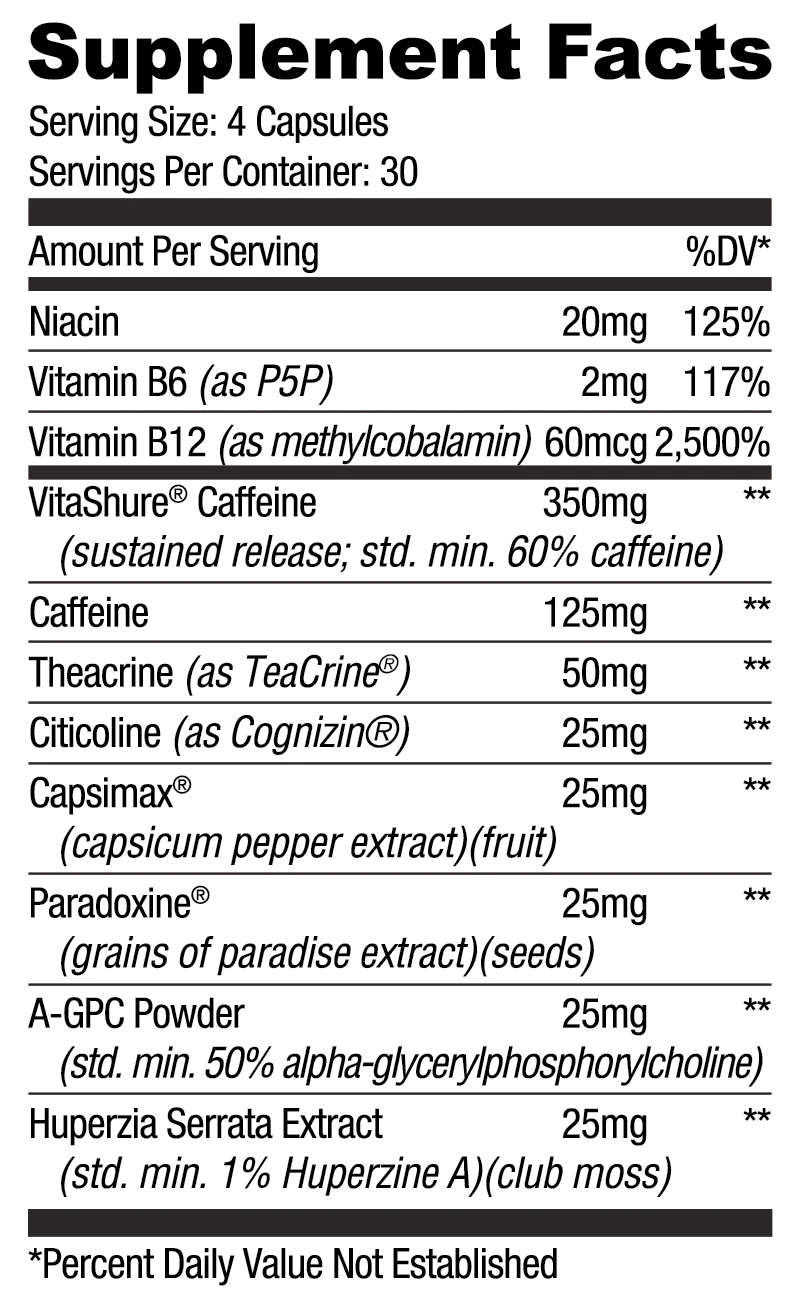 Supplement Facts
Serving Size: 4 Capsules
Servings Per Container: 30
Amount Per Serving %DV*
Niacin 20mg 125%
Vitamin B6 (as P5P) 2mg 117%
Vitamin B12 (as methylcobalamin) 60mcg 2,500%
VitaShure® Caffeine 350mg **
(sustained release; std. min. 60% caffeine)
Caffeine 125mg **
Theacrine (as TeaCrine®) 50mg **
Citicoline (as Cognizin®) 25mg **
Capsimax® 25mg **
(capsicum pepper extract)(fruit)
Paradoxine® 25mg **
(grains of paradise extract)(seeds)
A-GPC Powder 25mg **
(std. min. 50% alpha-glycerylphosphorylcholine)
Huperzia Serrata Extract 25mg **
(std. min. 1% Huperzine A)(club moss)
*Percent Daily Value Not Established